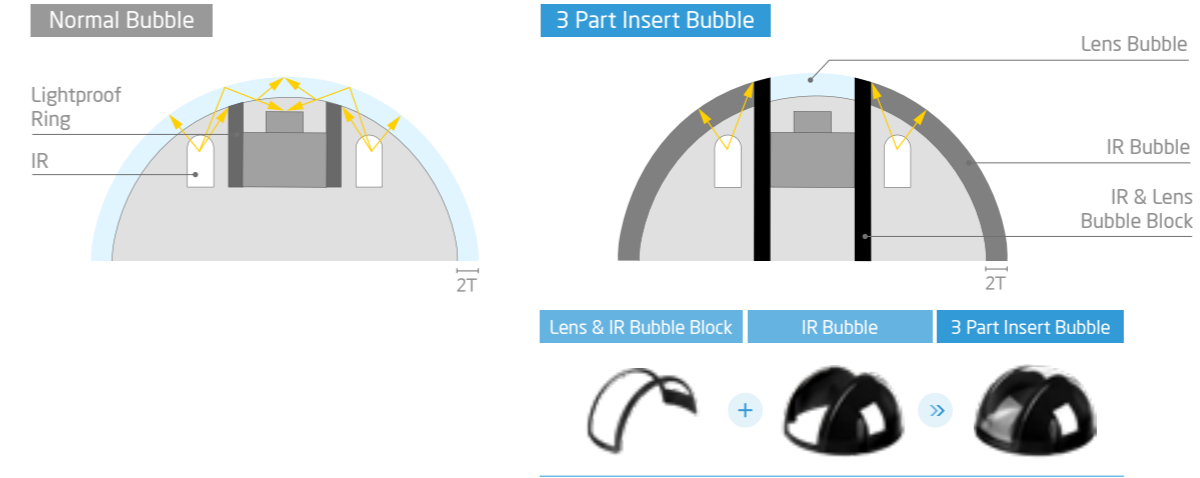 Normal Bubble
Lightproof
Ring
IR
2T
3 Part Insert Bubble
Lens Bubble
IR Bubble
IR & Lens
Bubble Block
2T
Lens & IR Bubble Block
IR Bubble
3 Part Insert Bubble
+
»